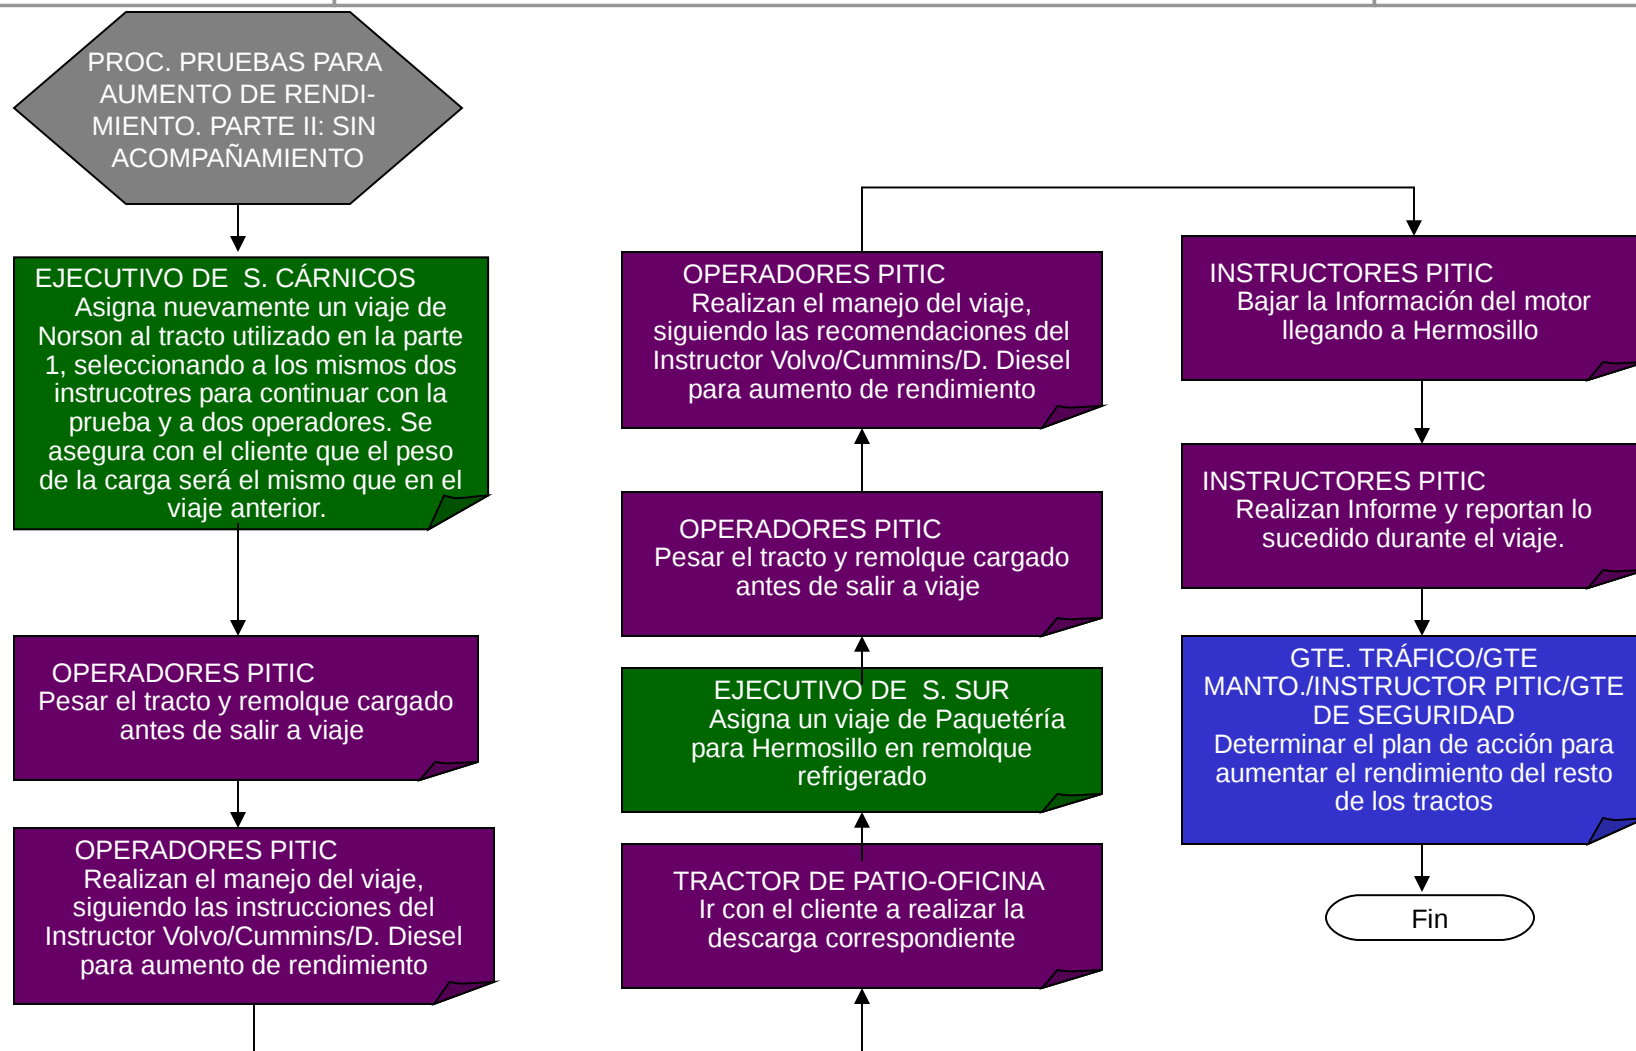 PROC. PRUEBAS PARA
AUMENTO DE RENDI-
MIENTO. PARTE II: SIN
ACOMPAÑAMIENTO
EJECUTIVO DE  S. CÁRNICOS
Asigna nuevamente un viaje de
Norson al tracto utilizado en la parte
1, seleccionando a los mismos dos
instrucotres para continuar con la
prueba y a dos operadores. Se
asegura con el cliente que el peso
de la carga será el mismo que en el
viaje anterior.
OPERADORES PITIC
Pesar el tracto y remolque cargado
antes de salir a viaje
OPERADORES PITIC
Realizan el manejo del viaje,
siguiendo las instrucciones del
Instructor Volvo/Cummins/D. Diesel
para aumento de rendimiento
OPERADORES PITIC
Realizan el manejo del viaje,
siguiendo las recomendaciones del
Instructor Volvo/Cummins/D. Diesel
para aumento de rendimiento
OPERADORES PITIC
Pesar el tracto y remolque cargado
antes de salir a viaje
EJECUTIVO DE  S. SUR
Asigna un viaje de Paquetéría
para Hermosillo en remolque
refrigerado
TRACTOR DE PATIO-OFICINA
Ir con el cliente a realizar la
descarga correspondiente
INSTRUCTORES PITIC
Bajar la Información del motor
llegando a Hermosillo
INSTRUCTORES PITIC
Realizan Informe y reportan lo
sucedido durante el viaje.
GTE. TRÁFICO/GTE
MANTO./INSTRUCTOR PITIC/GTE
DE SEGURIDAD
Determinar el plan de acción para
aumentar el rendimiento del resto
de los tractos
Fin